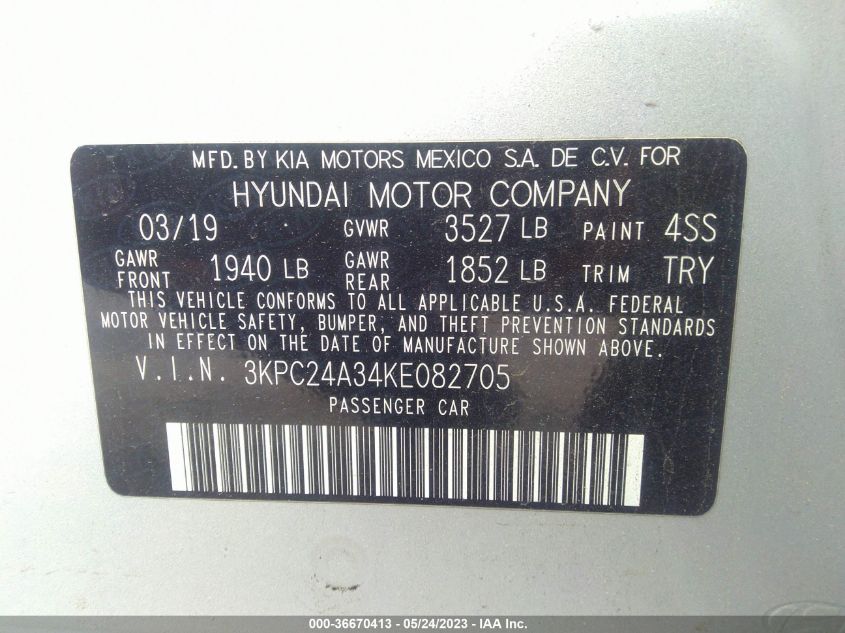 MFD. BY KIA MOTORS MEXICO S.A. DE C.V. FOR
HYUNDAI MOTOR COMPANY
03/19 GVWR 3527 LB PAINT 4SS
GAWR FRONT 1940 LB GAWR REAR 1852 LB TRIM TRY
THIS VEHICLE CONFORMS TO ALL APPLICABLE U.S.A. FEDERAL
MOTOR VEHICLE SAFETY, BUMPER, AND THEFT PREVENTION STANDARDS
IN EFFECT ON THE DATE OF MANUFACTURE SHOWN ABOVE.
V.I.N. 3KPC24A34KE082705
PASSENGER CAR
000-36670413 - 05/24/2023 - IAA Inc.